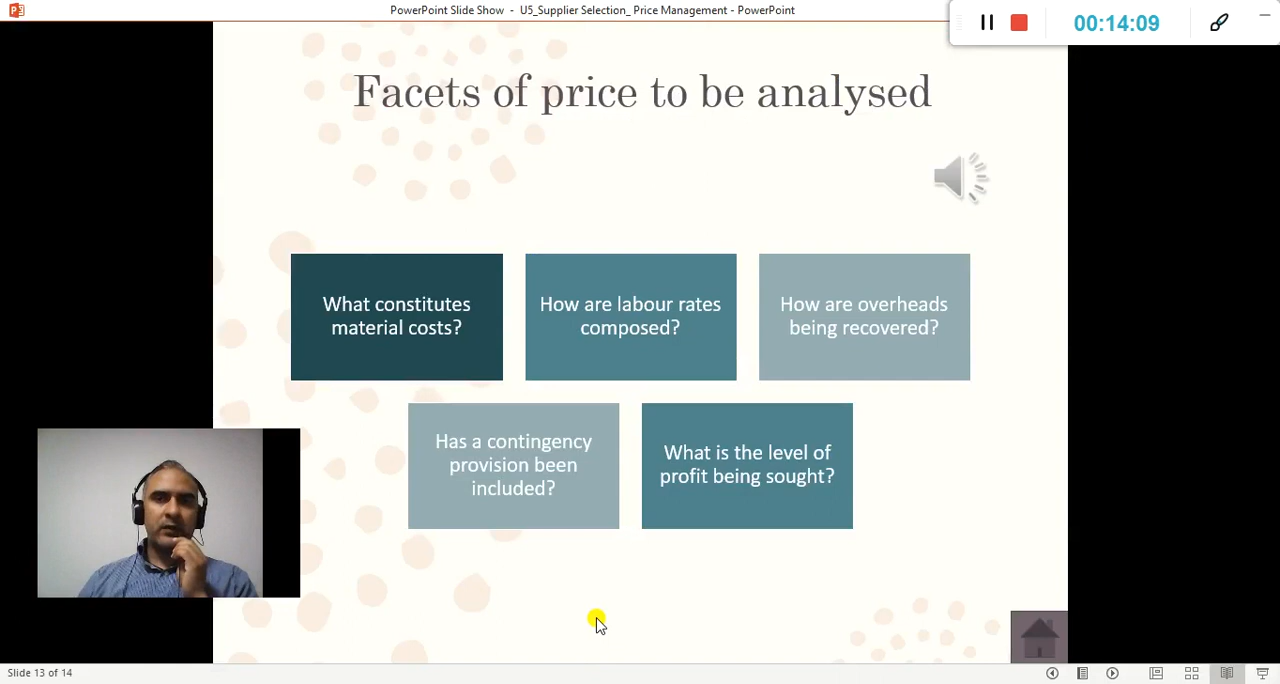 PowerPoint Slide Show - U5_Supplier Selection_ Price Management - PowerPoint
00:14:09
Facets of price to be analysed
What constitutes
material costs?
How are labour rates
composed?
How are overheads
being recovered?
Has a contingency
provision been
included?
What is the level of
profit being sought?
Slide 13 of 14